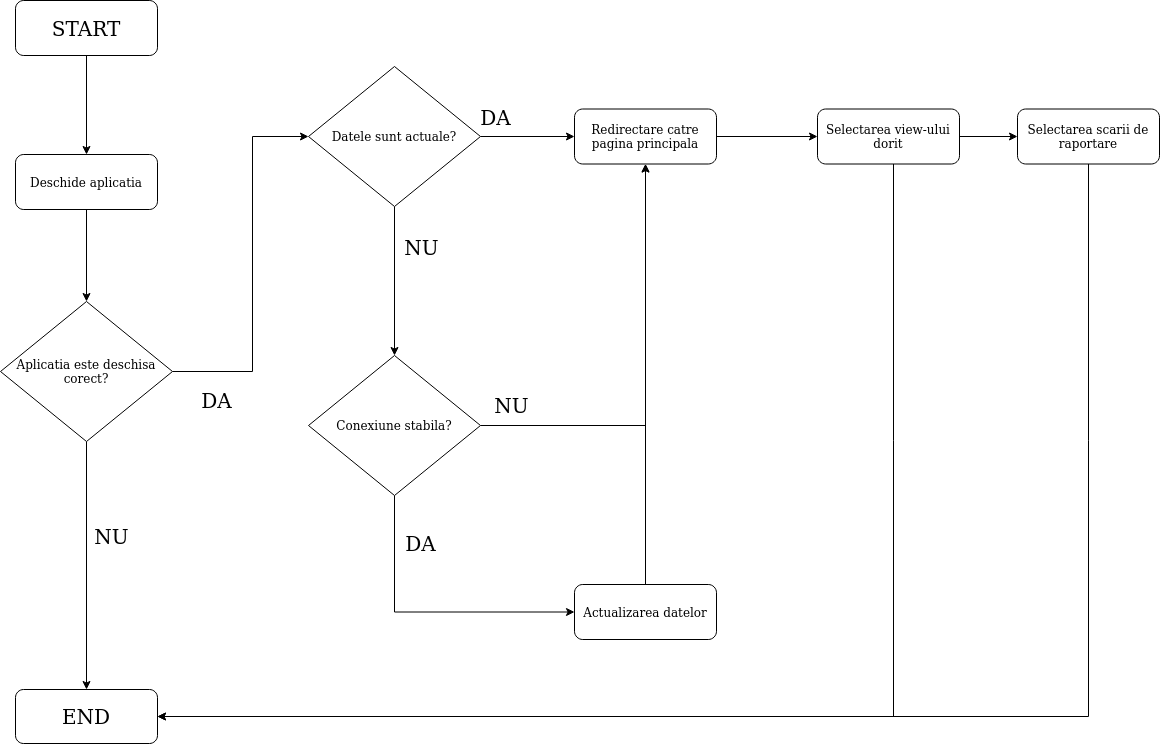 START
Deschide aplicatia
Aplicatia este deschisa
corect?
DA
NU
END
Datele sunt actuale?
DA
NU
Conexiune stabila?
NU
DA
Actualizarea datelor
Redirectare catre
pagina principala
Selectarea view-ului
dorit
Selectarea scarii de
raportare